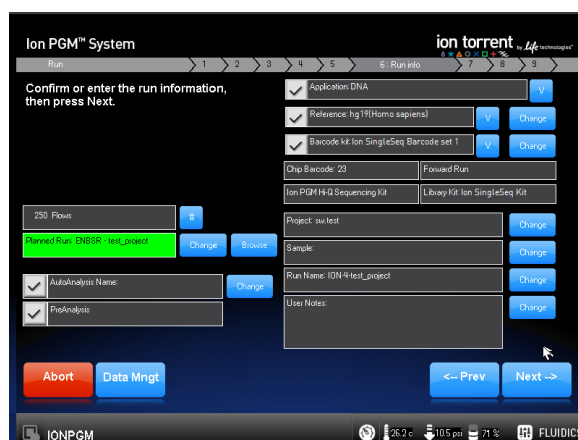 Ion PGM™ System
ion torrent by Life technologies™
Run 1 2 3 4 5 6: Run info 7 8 9
Confirm or enter the run information,
then press Next.
Application: DNA
V
Reference: hg19(Homo sapiens)
V
Change
Barcode kit: Ion SingleSeq Barcode set 1
V
Change
Chip Barcode: 23
Forward Run
Ion PGM Hi-Q Sequencing Kit
Library Kit: Ion SingleSeq Kit
250 Flows
#
Planned Run: ENBSR - test_project
Change
Browse
AutoAnalysis Name:
Change
PreAnalysis
Project: sw.test
Change
Sample:
Change
Run Name: ION-4-test_project
Change
User Notes:
Change
Abort
Data Mngt
<-- Prev
Next -->
IONPGM
26.2 c
10.5 psi
71 %
FLUIDICS